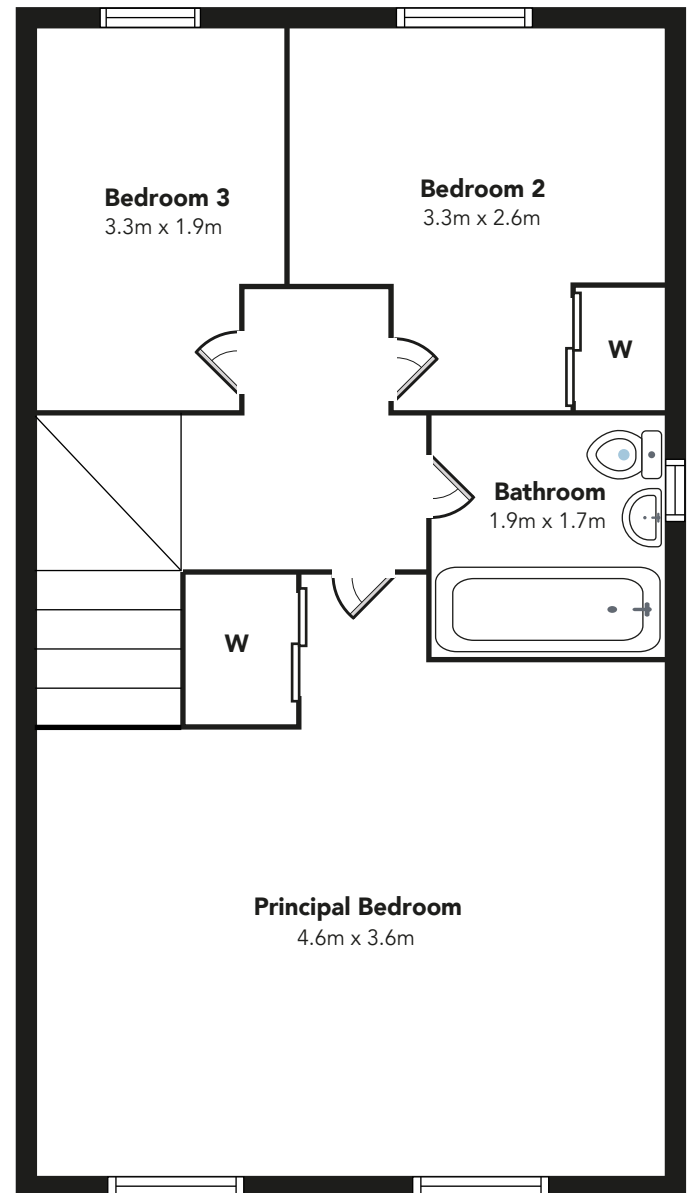 Bedroom 3
3.3m x 1.9m
Bedroom 2
3.3m x 2.6m
W
Bathroom
1.9m x 1.7m
W
Principal Bedroom
4.6m x 3.6m